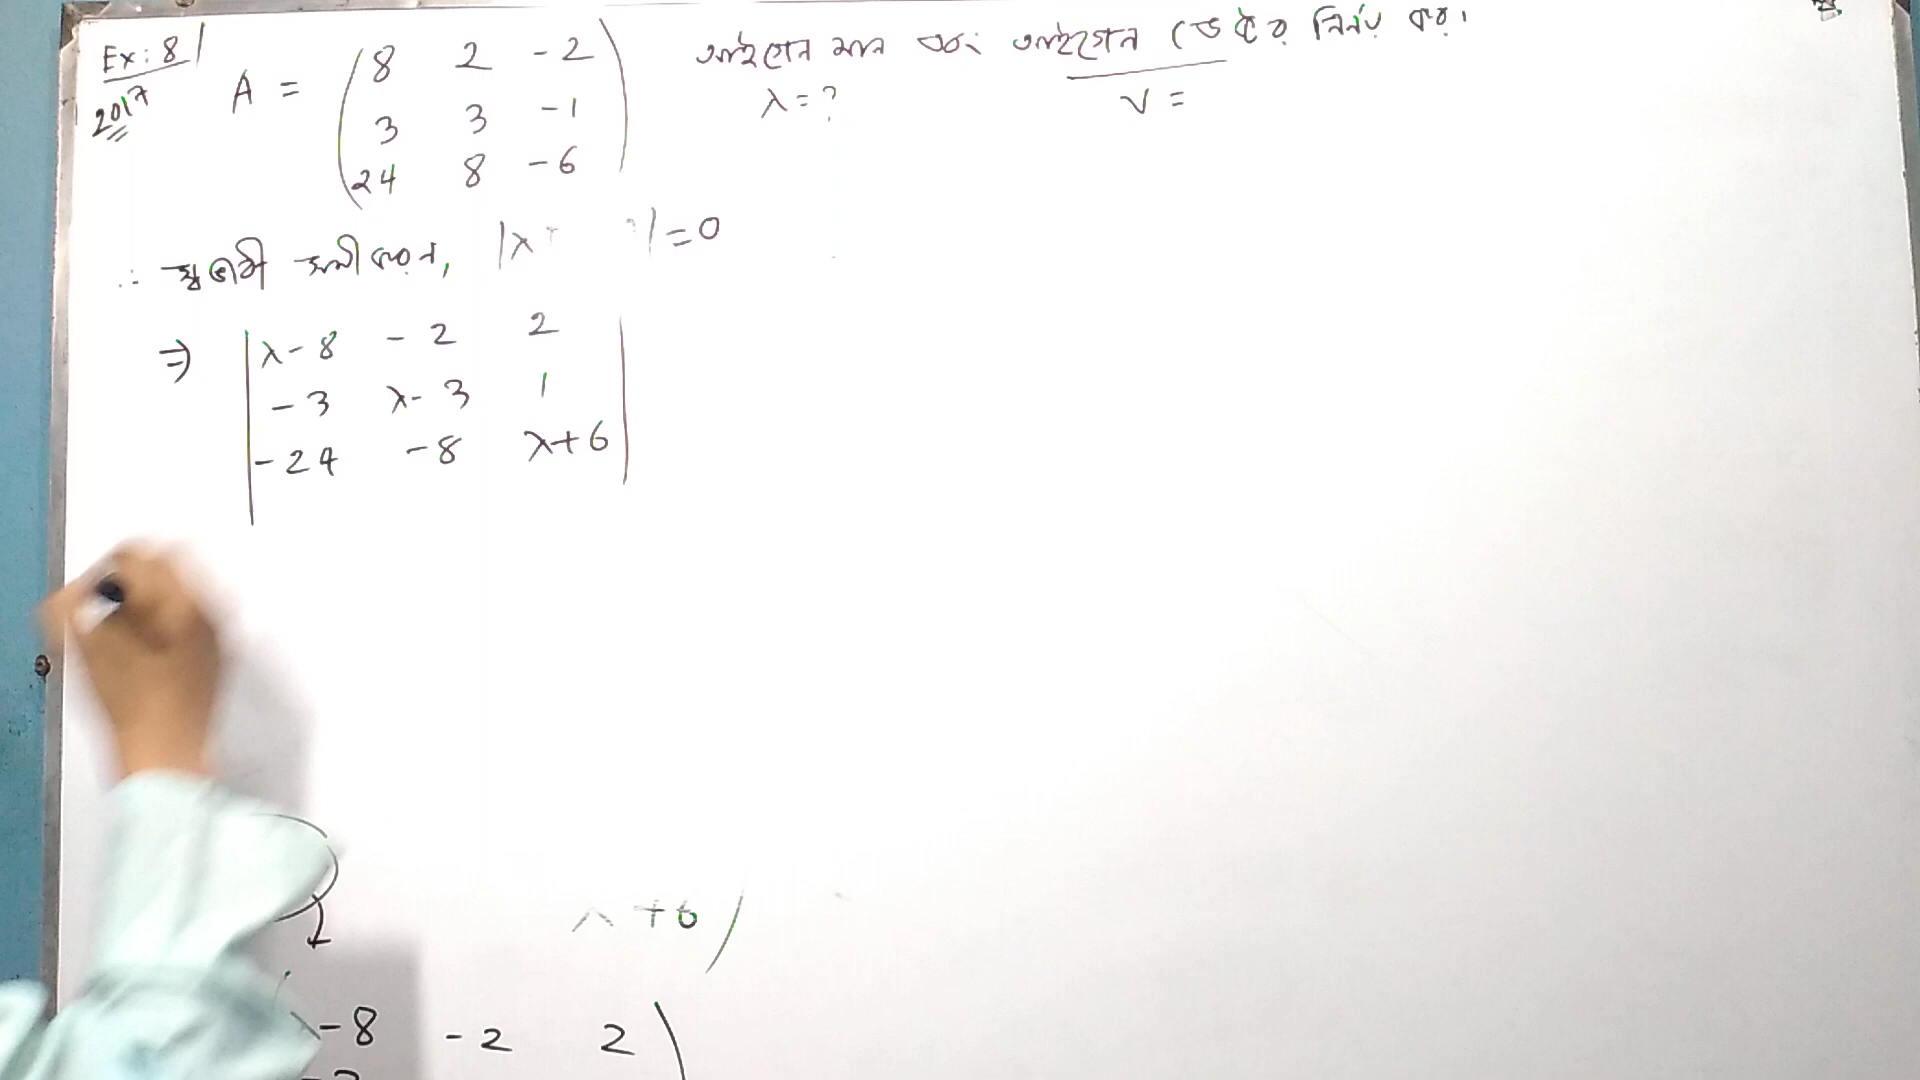 Ex: 8
2017
A = (8 2 -2
3 3 -1
24 8 -6)
আইগেন মান এবং আইগেন ভেক্টর নির্ণয় কর।
λ = ? v =
∴ স্বকীয় সমীকরণ, |λ | = 0
⇒ |λ-8 -2 2
-3 λ-3 1
-24 -8 λ+6|
λ +6)
λ-8 -2 2